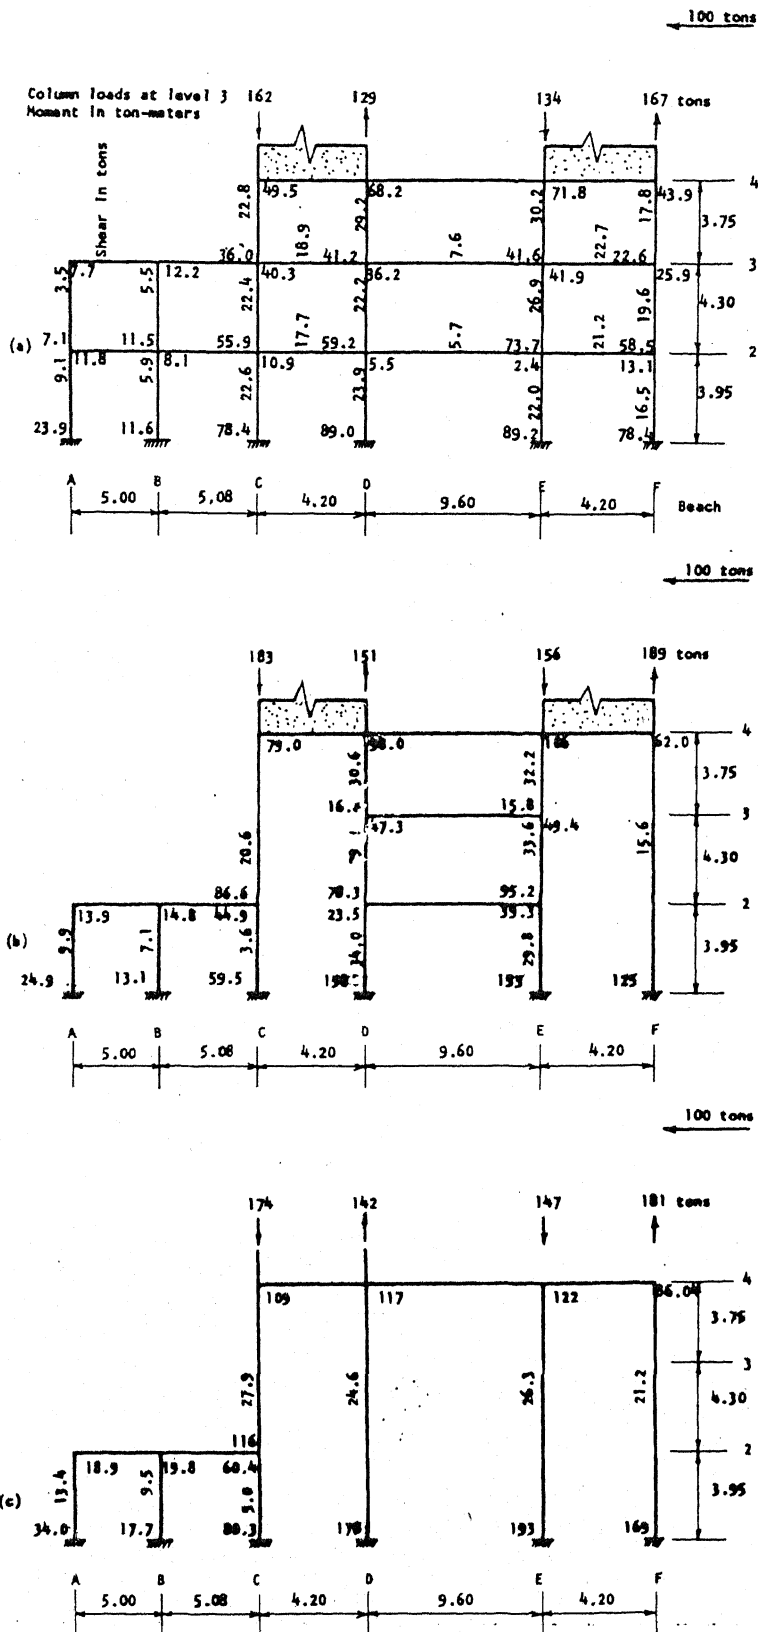 100 tons
Column loads at level 3 162 129 134 167 tons
Moment in ton-meters
Shear in tons
49.5 68.2 71.8 43.9 4
22.8 29.2 30.2 17.8
3.75
18.9 7.6 22.7
36.0 41.2 41.6 22.6 3
7.7 12.2 40.3 36.2 41.9 25.9
3.5 5.5 22.4 22.2 26.9 19.6
4.30
17.7 5.7 21.2
(a) 7.1 11.5 55.9 59.2 73.7 58.5 2
11.8 8.1 10.9 5.5 2.4 13.1
9.1 5.9 22.6 23.9 22.0 16.5
3.95
23.9 11.6 78.4 89.0 89.2 78.4
A B C D E F
5.00 5.08 4.20 9.60 4.20 Beach
100 tons
183 151 156 189 tons
79.0 98.0 62.0 4
30.6 32.2 3.75
15.8 3
47.3 49.4
20.6 33.6 15.6
4.30
86.6 78.3 95.2 2
13.9 14.8 44.9 23.5 39.3
(b) 9.9 7.1 3.6 34.0 29.8 3.95
24.9 13.1 59.5 125
A B C D E F
5.00 5.08 4.20 9.60 4.20
100 tons
174 142 147 181 tons
109 117 122 4
3.75
3
27.9 24.6 26.3 21.2
4.30
116 2
18.9 19.8 60.4
(c) 13.4 9.5 3.95
34.0 17.7 80.3 193 169
A B C D E F
5.00 5.08 4.20 9.60 4.20